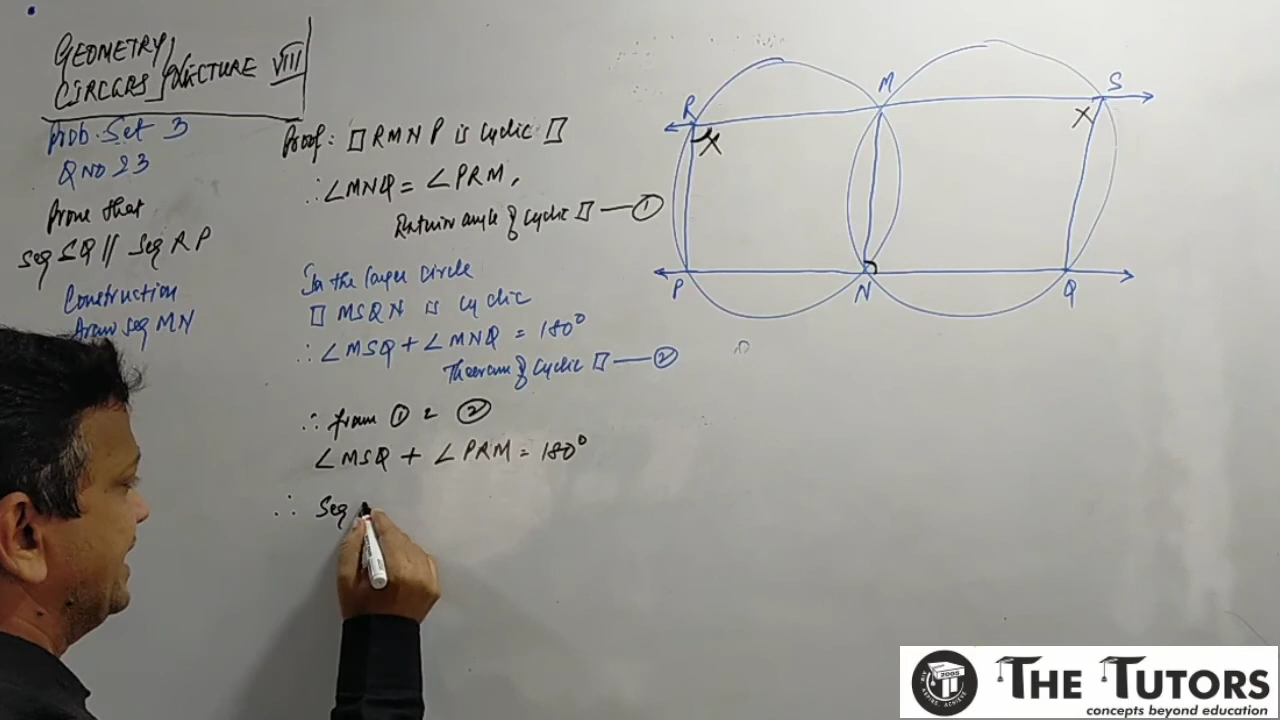 GEOMETRY,
CIRCLES, LECTURE VIII
Prob. Set 3
Q NO 23
Prove that
seg SQ // Seg RP
Construction
draw seg MN
Proof: □ RMNP is cyclic □
∴ ∠MNQ = ∠PRM,
Exterior angle of cyclic □ — ①
In the larger circle
□ MSQN is cyclic
∴ ∠MSQ + ∠MNQ = 180°
Theorem of cyclic □ — ②
∴ from ① & ②
∠MSQ + ∠PRM = 180°
∴ Seg
R M S
X X
P N Q
THE TUTORS
concepts beyond education